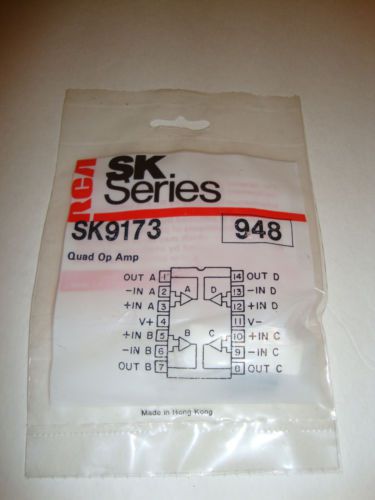 RCA
SK
Series
SK9173 948
Quad Op Amp
OUT A 1 14 OUT D
-IN A 2 A D 13 -IN D
+IN A 3 12 +IN D
V+ 4 11 V-
+IN B 5 B C 10 +IN C
-IN B 6 9 -IN C
OUT B 7 8 OUT C
Made in Hong Kong